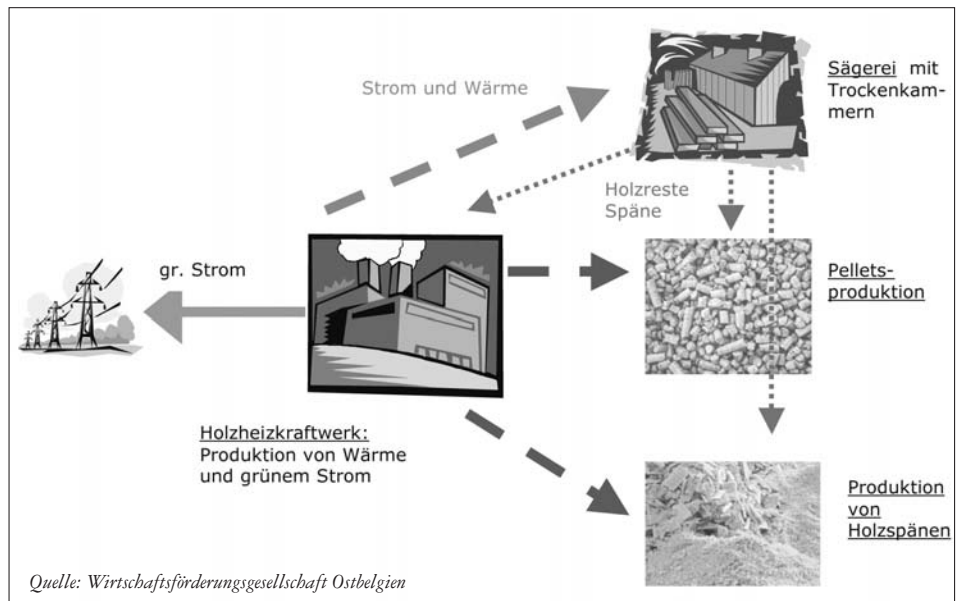 Strom und Wärme
Sägerei mit
Trockenkam-
mern
Holzreste
Späne
gr. Strom
Pellets-
produktion
Holzheizkraftwerk:
Produktion von Wärme
und grünem Strom
Produktion
von
Holzspänen
Quelle: Wirtschaftsförderungsgesellschaft Ostbelgien